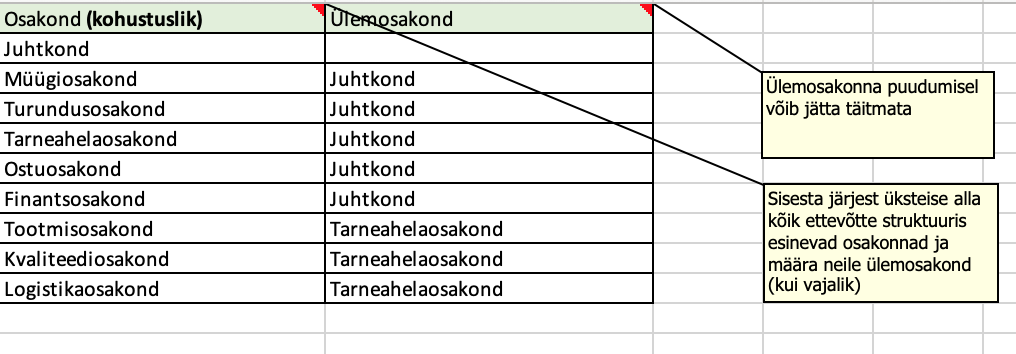 Osakond (kohustuslik) Ülemosakond
Juhtkond
Müügiosakond Juhtkond
Turundusosakond Juhtkond
Tarneahelaosakond Juhtkond
Ostuosakond Juhtkond
Finantsosakond Juhtkond
Tootmisosakond Tarneahelaosakond
Kvaliteediosakond Tarneahelaosakond
Logistikaosakond Tarneahelaosakond
Ülemosakonna puudumisel
võib jätta täitmata
Sisesta järjest üksteise alla
kõik ettevõtte struktuuris
esinevad osakonnad ja
määra neile ülemosakond
(kui vajalik)